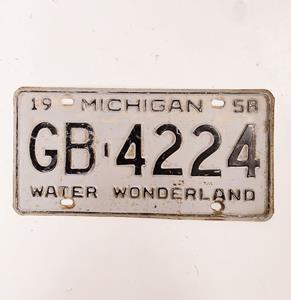 19 MICHIGAN 58
GB-4224
WATER WONDERLAND